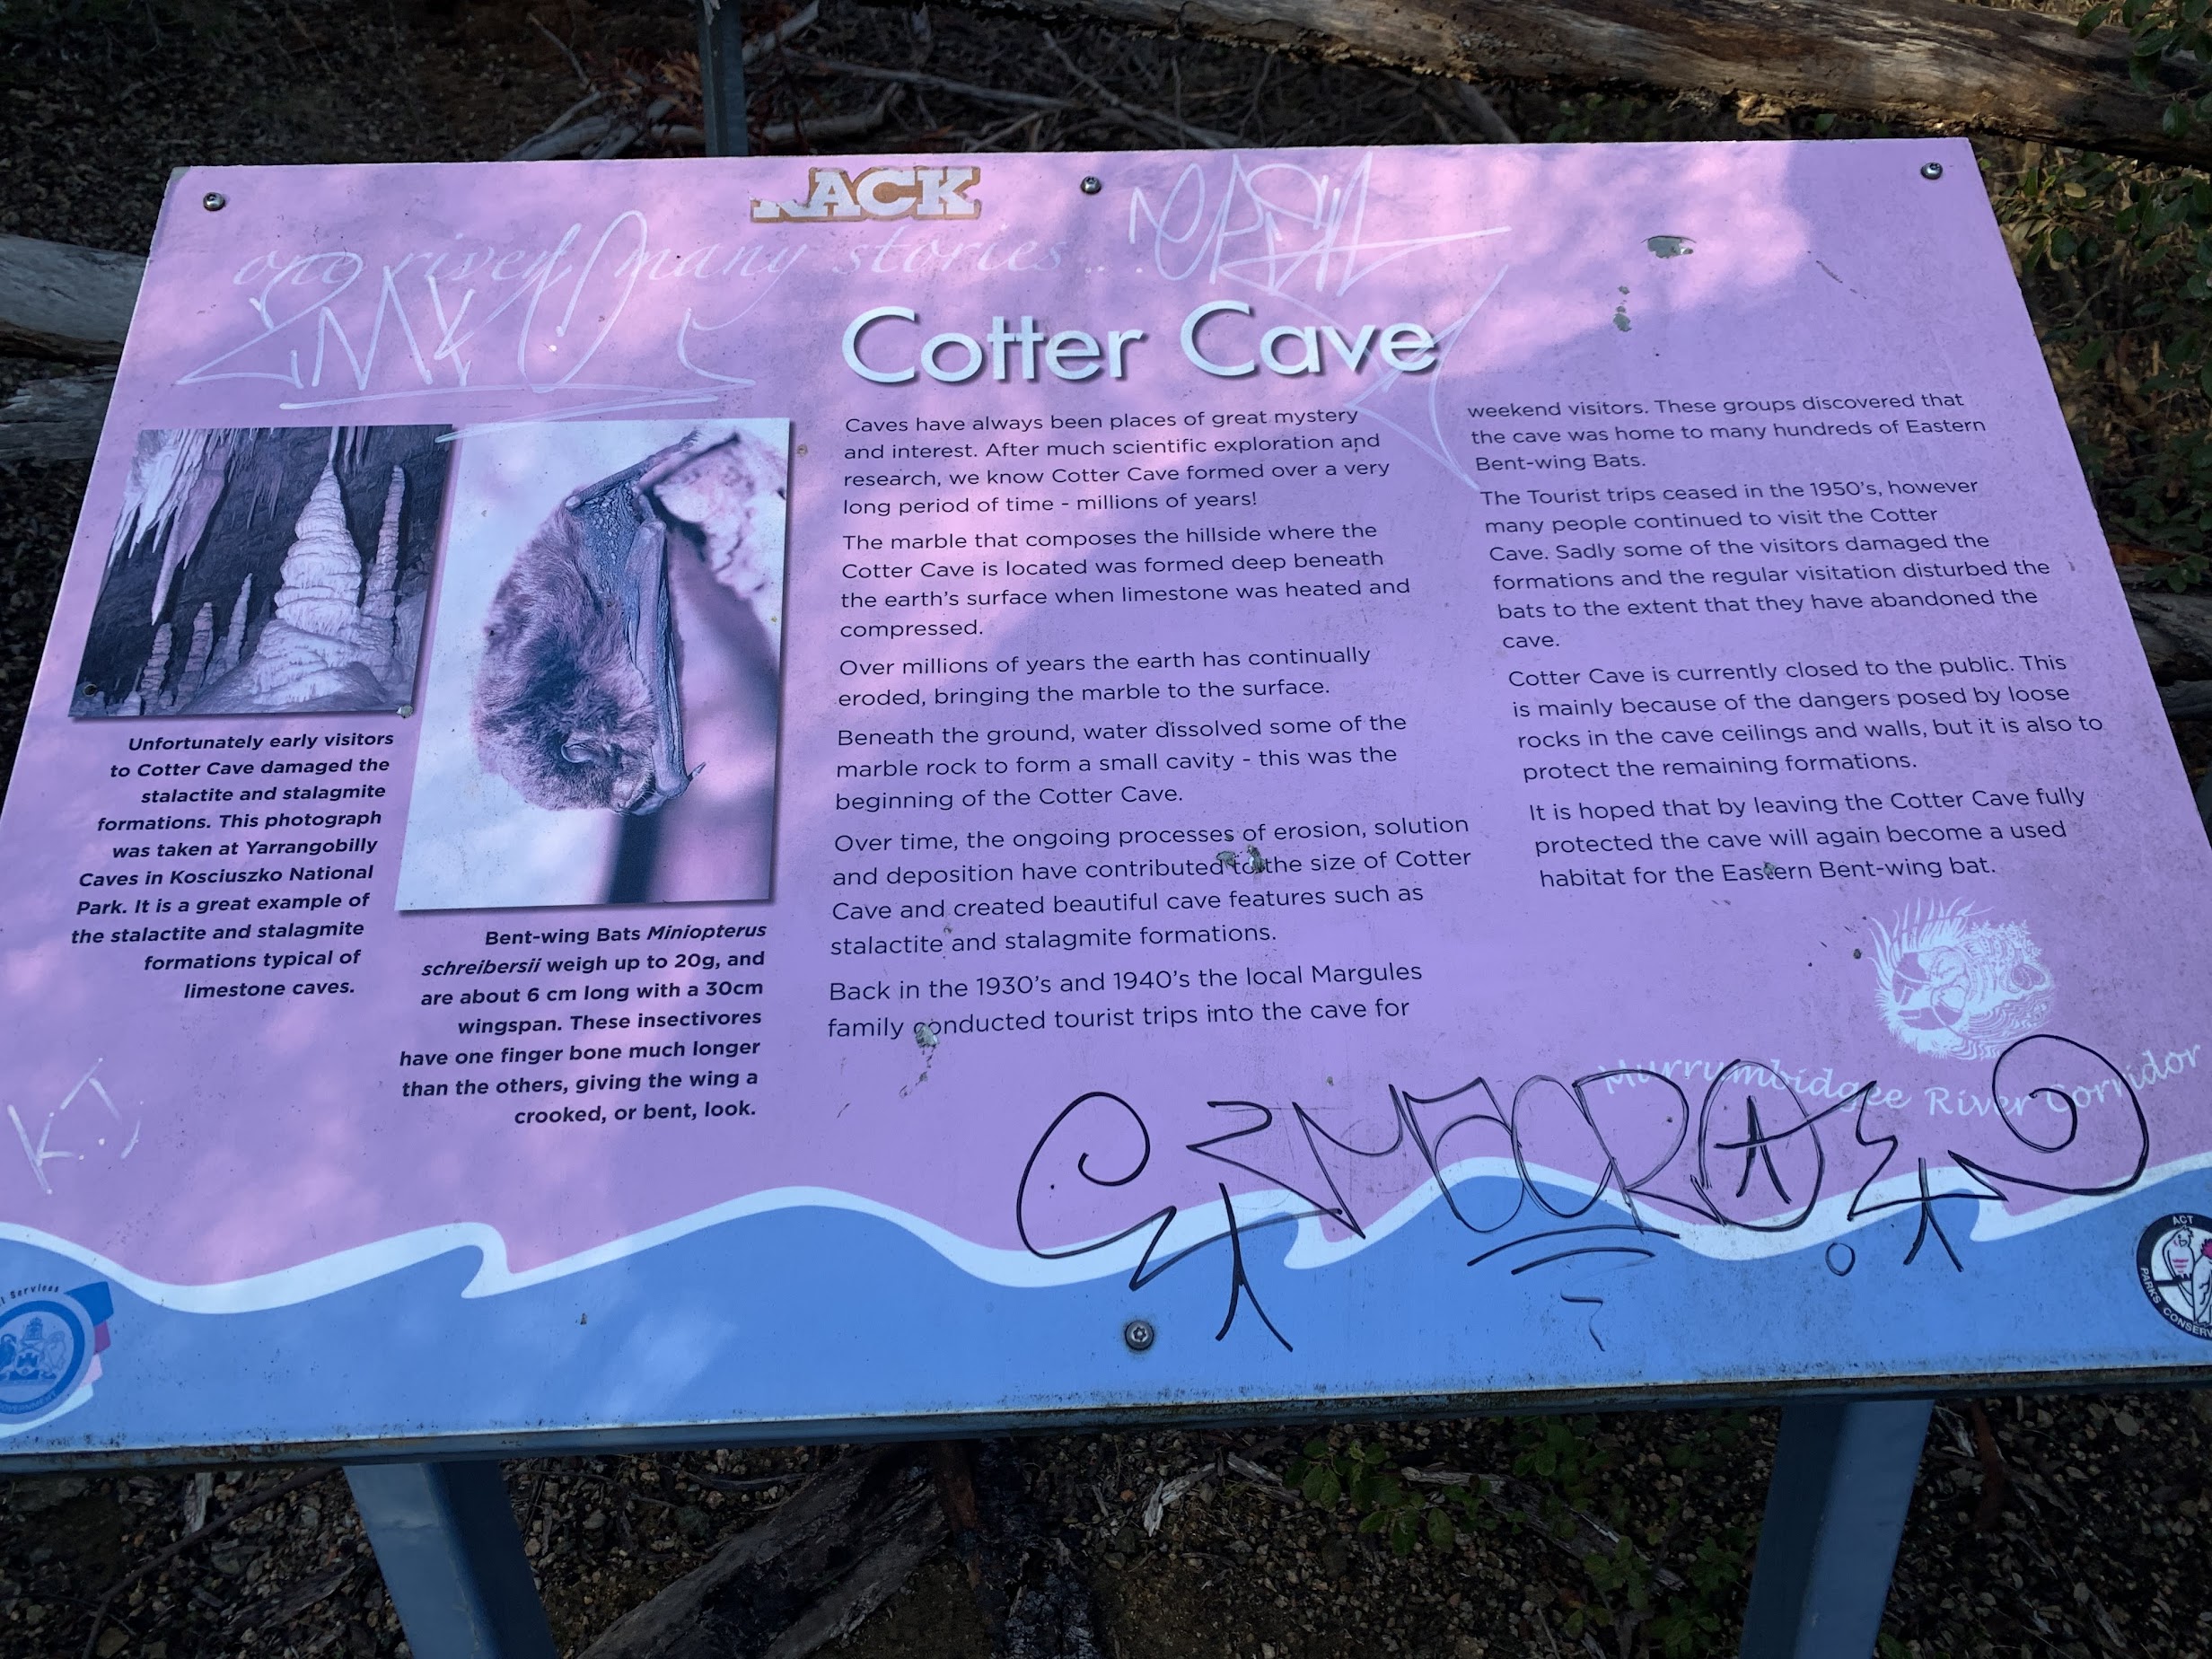 ACK
one river many stories ...
Cotter Cave
Unfortunately early visitors
to Cotter Cave damaged the
stalactite and stalagmite
formations. This photograph
was taken at Yarrangobilly
Caves in Kosciuszko National
Park. It is a great example of
the stalactite and stalagmite
formations typical of
limestone caves.
Bent-wing Bats Miniopterus
schreibersii weigh up to 20g, and
are about 6 cm long with a 30cm
wingspan. These insectivores
have one finger bone much longer
than the others, giving the wing a
crooked, or bent, look.
Caves have always been places of great mystery
and interest. After much scientific exploration and
research, we know Cotter Cave formed over a very
long period of time - millions of years!
The marble that composes the hillside where the
Cotter Cave is located was formed deep beneath
the earth's surface when limestone was heated and
compressed.
Over millions of years the earth has continually
eroded, bringing the marble to the surface.
Beneath the ground, water dissolved some of the
marble rock to form a small cavity - this was the
beginning of the Cotter Cave.
Over time, the ongoing processes of erosion, solution
and deposition have contributed to the size of Cotter
Cave and created beautiful cave features such as
stalactite and stalagmite formations.
Back in the 1930's and 1940's the local Margules
family conducted tourist trips into the cave for
weekend visitors. These groups discovered that
the cave was home to many hundreds of Eastern
Bent-wing Bats.
The Tourist trips ceased in the 1950's, however
many people continued to visit the Cotter
Cave. Sadly some of the visitors damaged the
formations and the regular visitation disturbed the
bats to the extent that they have abandoned the
cave.
Cotter Cave is currently closed to the public. This
is mainly because of the dangers posed by loose
rocks in the cave ceilings and walls, but it is also to
protect the remaining formations.
It is hoped that by leaving the Cotter Cave fully
protected the cave will again become a used
habitat for the Eastern Bent-wing bat.
Murrumbidgee River Corridor
K.J
Services
ACT
PARKS CONSERV